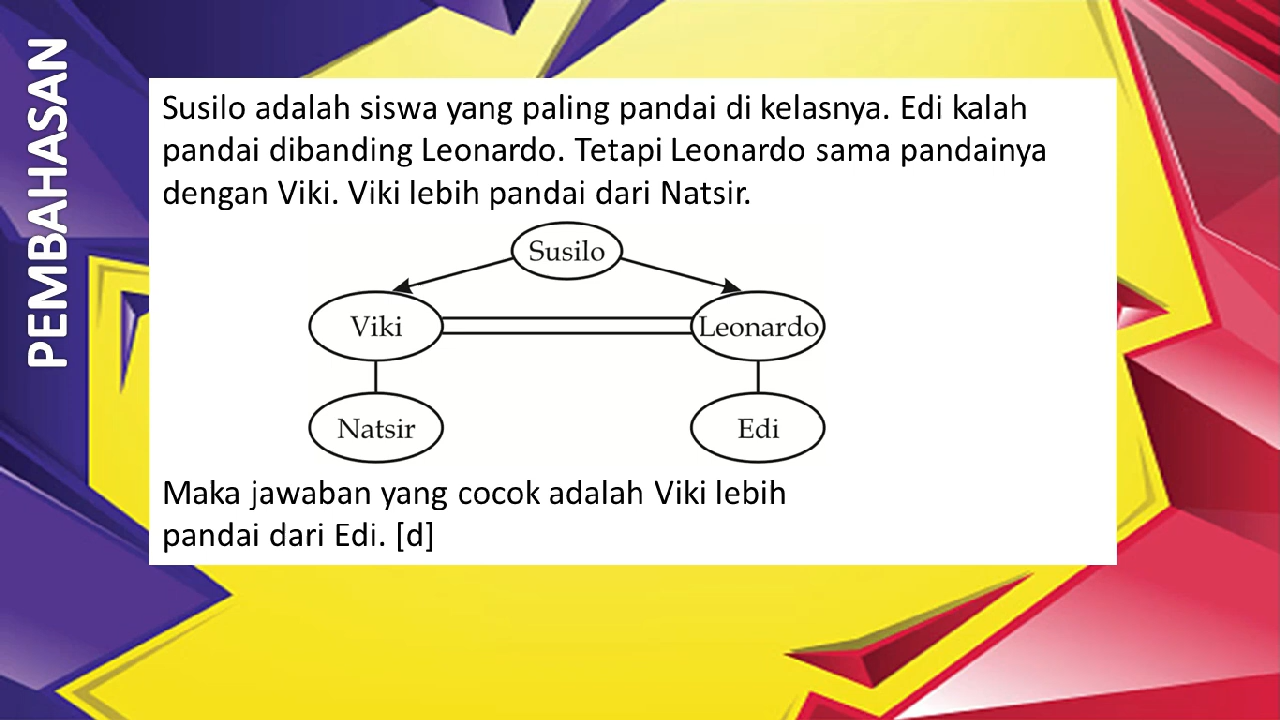 PEMBAHASAN
Susilo adalah siswa yang paling pandai di kelasnya. Edi kalah
pandai dibanding Leonardo. Tetapi Leonardo sama pandainya
dengan Viki. Viki lebih pandai dari Natsir.
Susilo
Viki
Leonardo
Natsir
Edi
Maka jawaban yang cocok adalah Viki lebih
pandai dari Edi. [d]